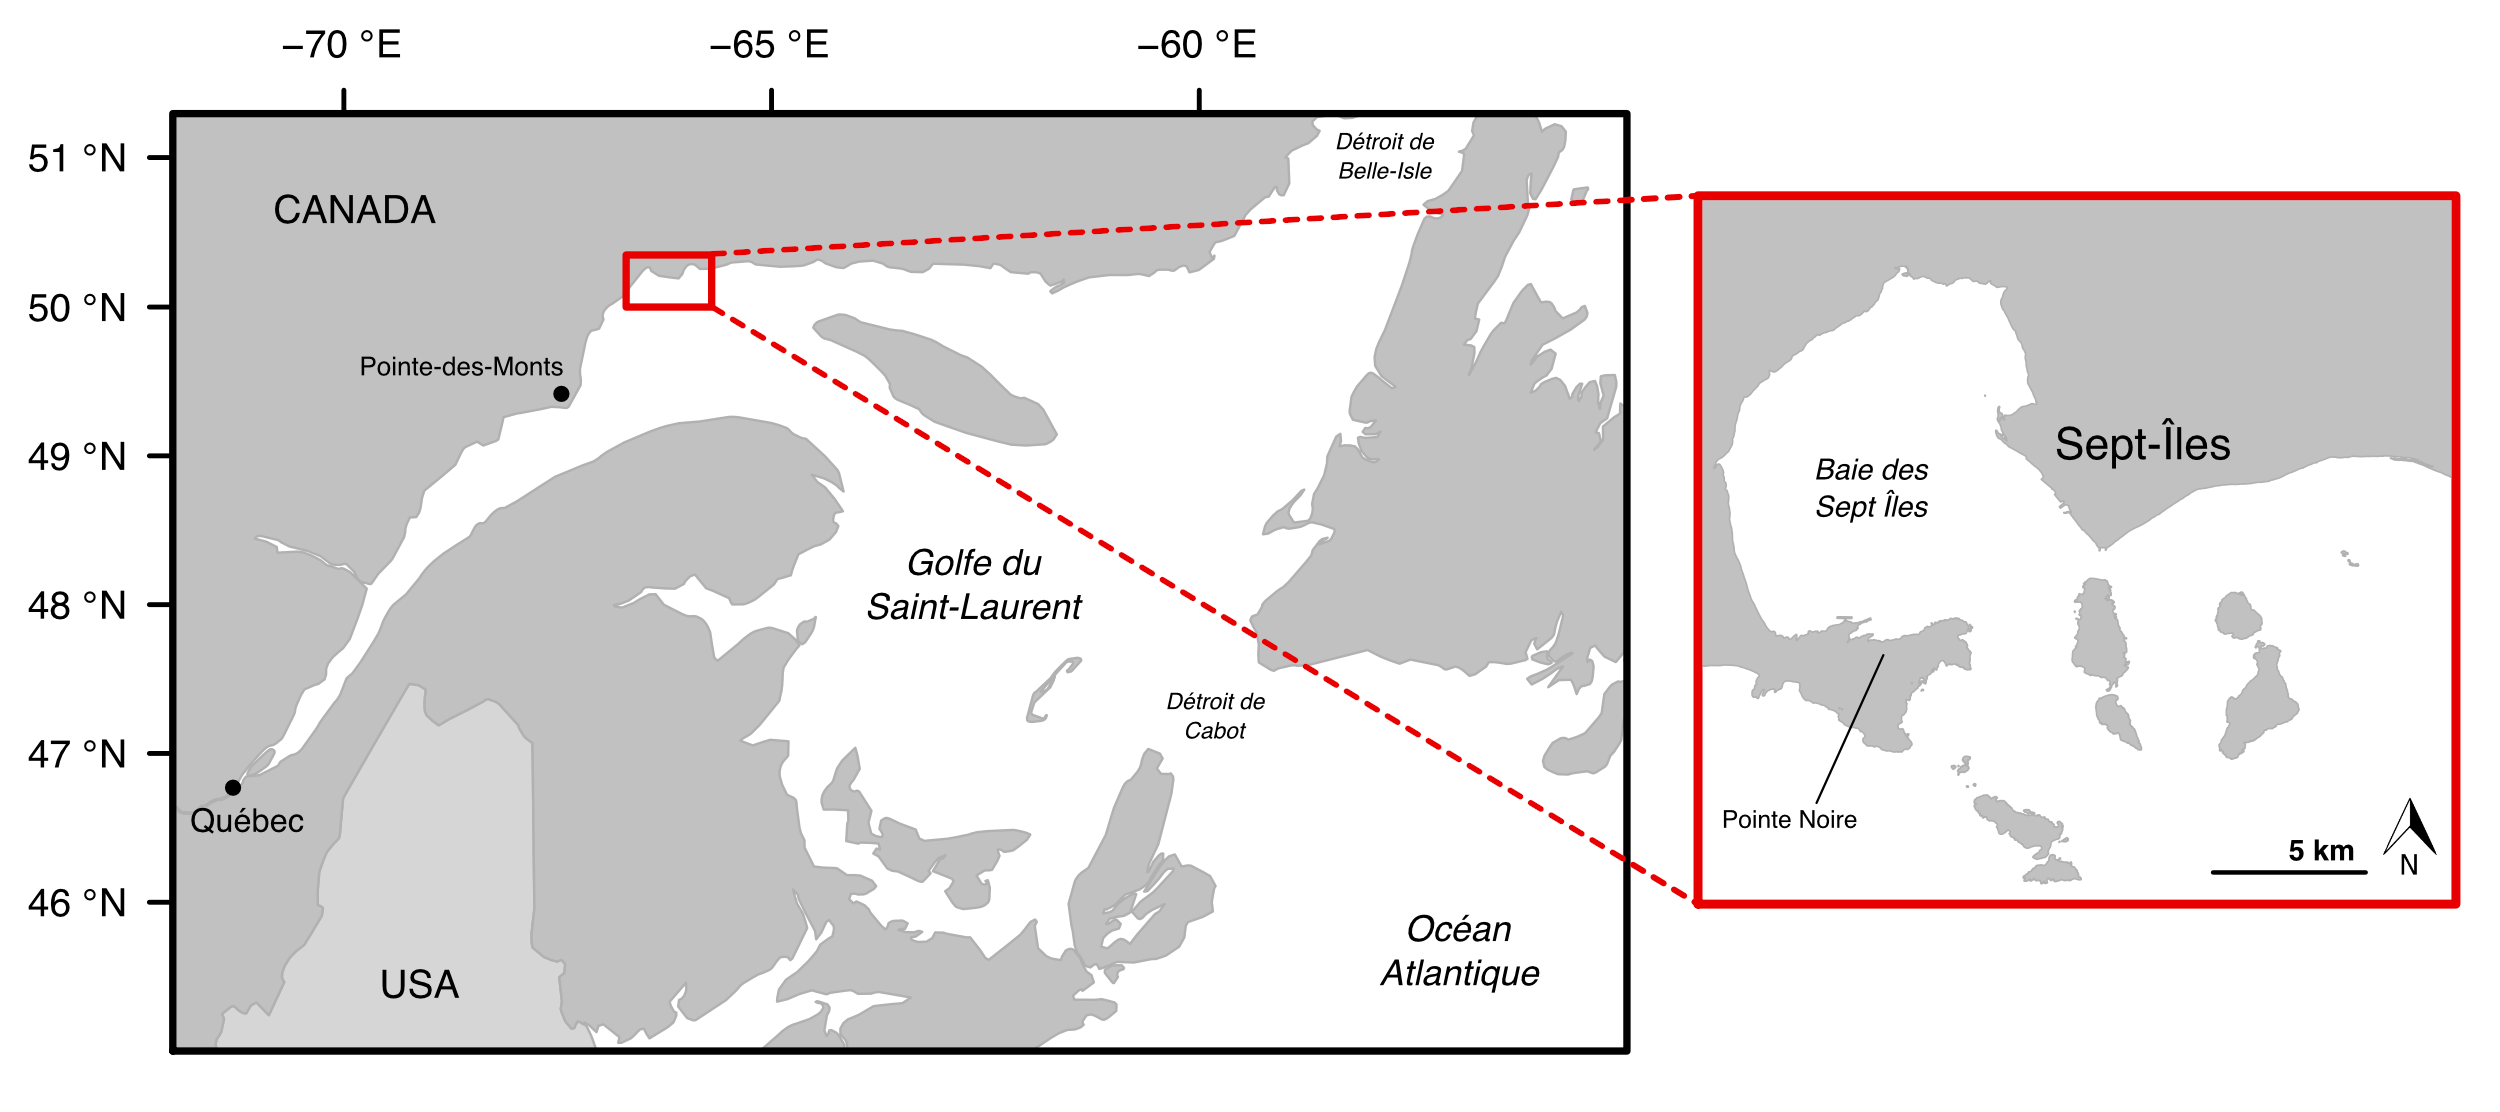 −70 °E
−65 °E
−60 °E
51 °N
50 °N
49 °N
48 °N
47 °N
46 °N
CANADA
Détroit de
Belle-Isle
Pointe-des-Monts
Golfe du
Saint-Laurent
Détroit de
Cabot
Québec
USA
Océan
Atlantique
Sept-Îles
Baie des
Sept Îles
Pointe Noire
5 km
N